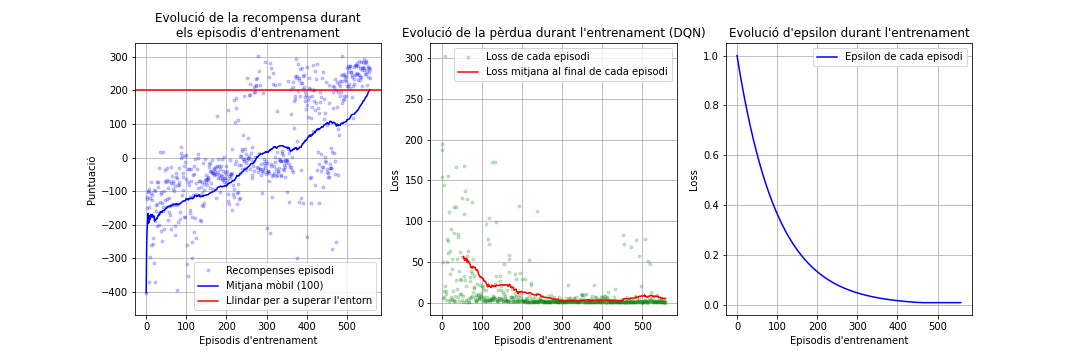 Evolució de la recompensa durant
els episodis d'entrenament
300
200
100
0
−100
−200
−300
−400
Puntuació
Recompenses episodi
Mitjana mòbil (100)
Llindar per a superar l'entorn
0
100
200
300
400
500
Episodis d'entrenament
Evolució de la pèrdua durant l'entrenament (DQN)
300
250
200
150
100
50
0
Loss
Loss de cada episodi
Loss mitjana al final de cada episodi
0
100
200
300
400
500
Episodis d'entrenament
Evolució d'epsilon durant l'entrenament
1.0
0.8
0.6
0.4
0.2
0.0
Loss
Epsilon de cada episodi
0
100
200
300
400
500
Episodis d'entrenament